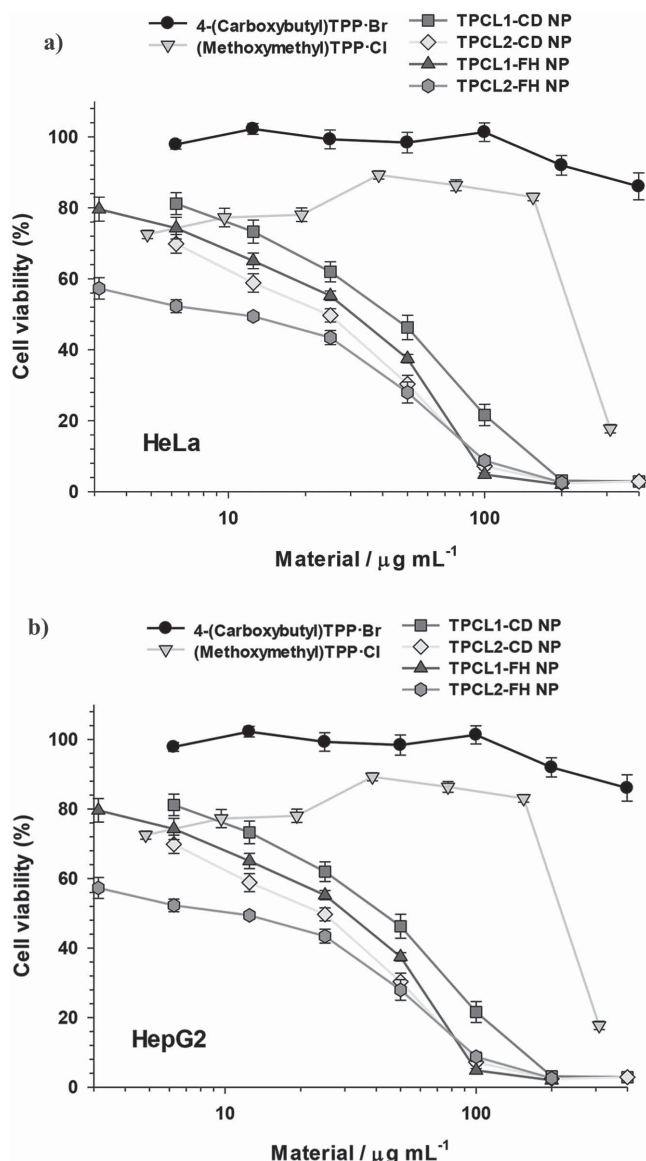 a)
4-(Carboxybutyl)TPP·Br
(Methoxymethyl)TPP·Cl
TPCL1-CD NP
TPCL2-CD NP
TPCL1-FH NP
TPCL2-FH NP
100
80
60
40
20
0
Cell viability (%)
HeLa
10
100
Material / μg mL⁻¹
b)
4-(Carboxybutyl)TPP·Br
(Methoxymethyl)TPP·Cl
TPCL1-CD NP
TPCL2-CD NP
TPCL1-FH NP
TPCL2-FH NP
100
80
60
40
20
0
Cell viability (%)
HepG2
10
100
Material / μg mL⁻¹